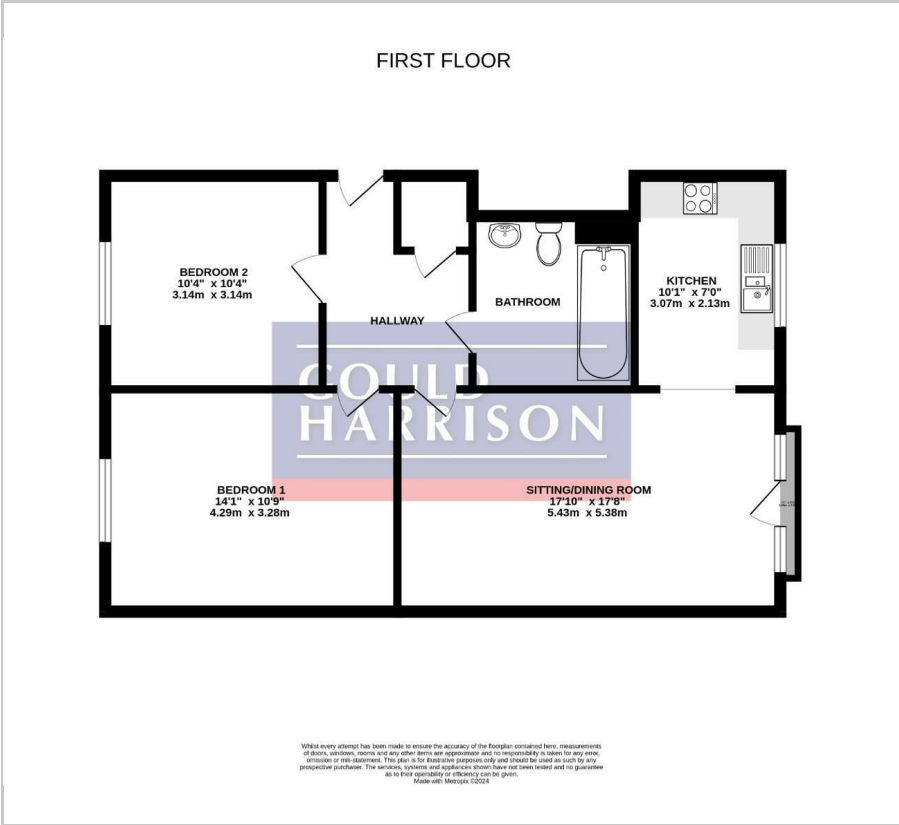 FIRST FLOOR
BEDROOM 2
10'4" x 10'4"
3.14m x 3.14m
HALLWAY
BATHROOM
KITCHEN
10'1" x 7'0"
3.07m x 2.13m
GOULD
HARRISON
BEDROOM 1
14'1" x 10'9"
4.29m x 3.28m
SITTING/DINING ROOM
17'10" x 17'8"
5.43m x 5.38m
Whilst every attempt has been made to ensure the accuracy of the floorplan contained here, measurements
of doors, windows, rooms and any other items are approximate and no responsibility is taken for any error,
omission or mis-statement. This plan is for illustrative purposes only and should be used as such by any
prospective purchaser. The services, systems and appliances shown have not been tested and no guarantee
as to their operability or efficiency can be given.
Made with Metropix ©2024